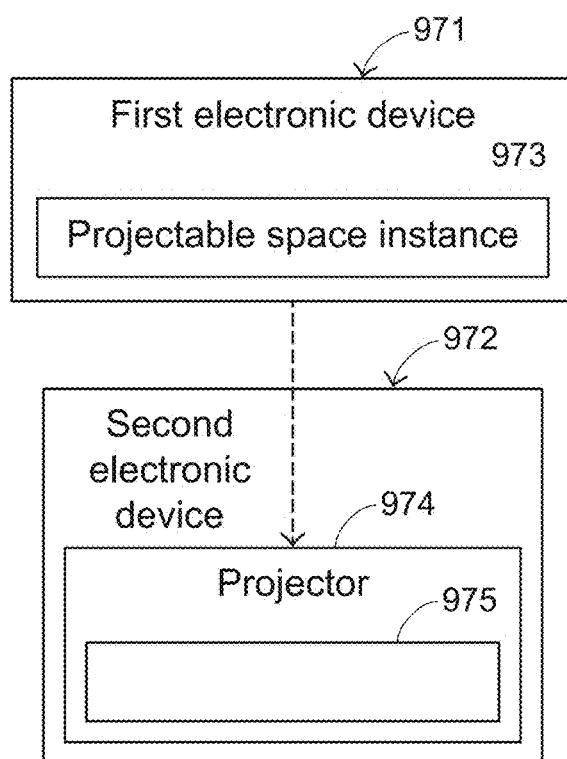 971
First electronic device
973
Projectable space instance
972
Second
electronic
device
974
Projector
975